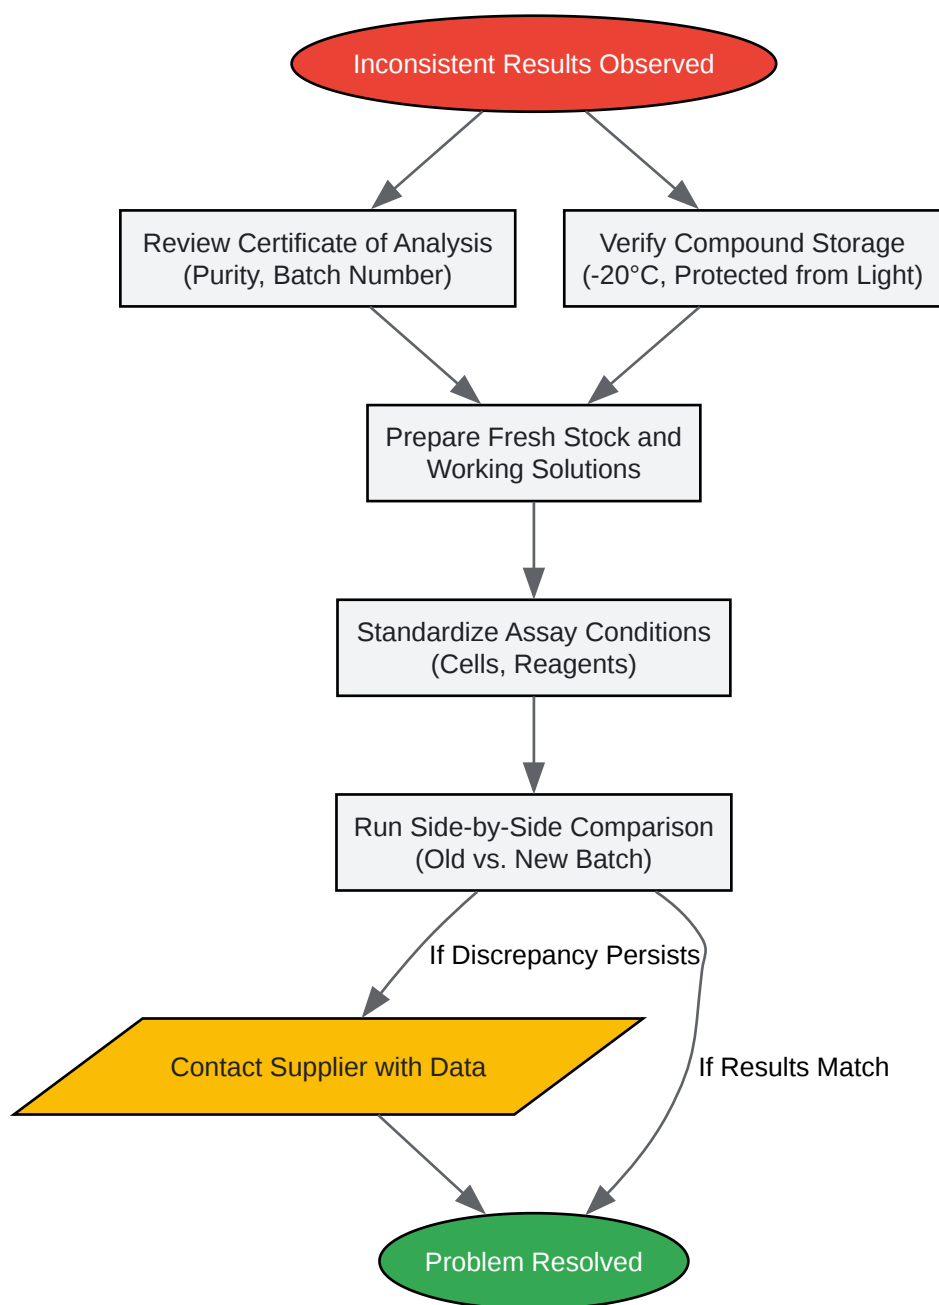 Inconsistent Results Observed
Review Certificate of Analysis
(Purity, Batch Number)
Verify Compound Storage
(-20°C, Protected from Light)
Prepare Fresh Stock and
Working Solutions
Standardize Assay Conditions
(Cells, Reagents)
Run Side-by-Side Comparison
(Old vs. New Batch)
If Discrepancy Persists
Contact Supplier with Data
If Results Match
Problem Resolved